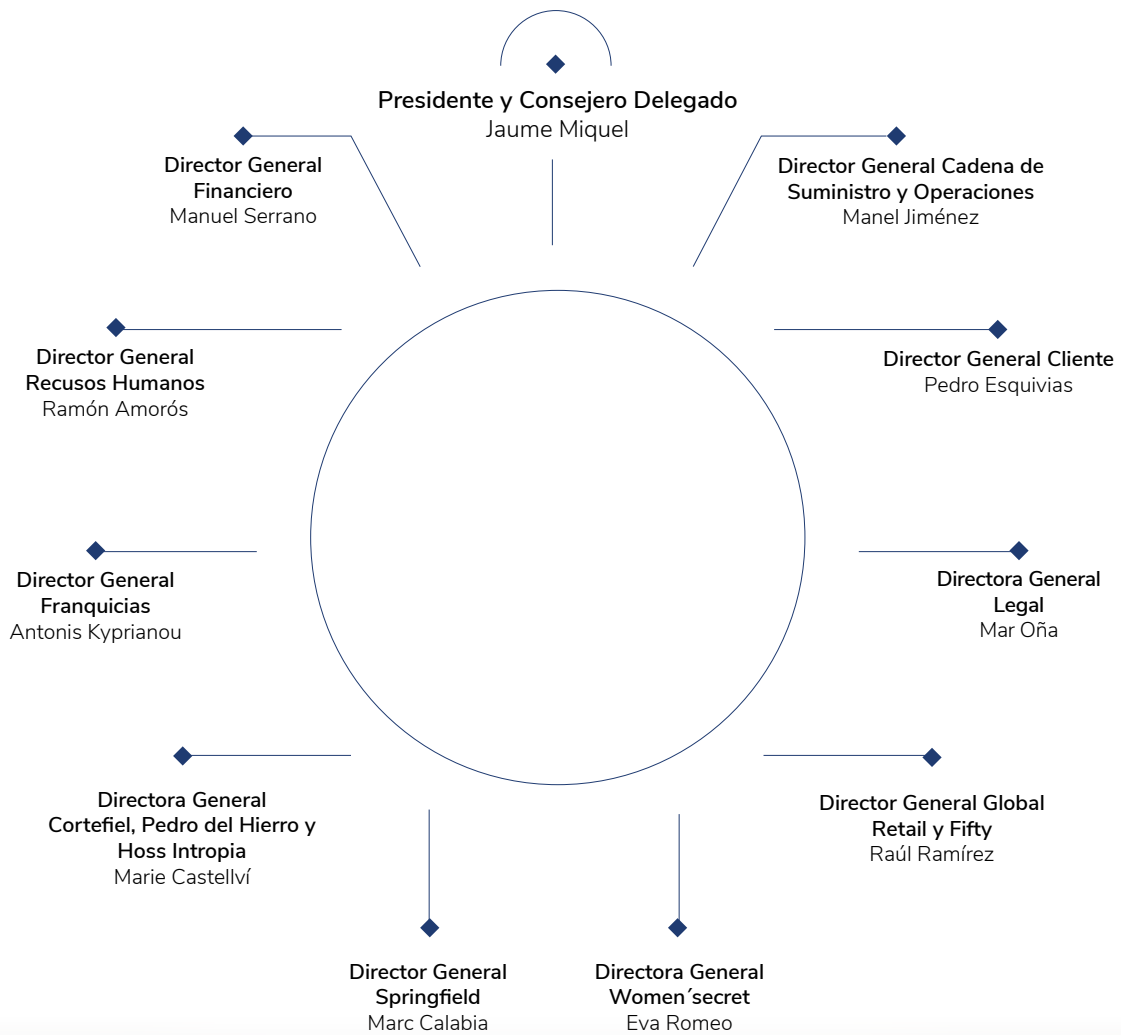 Presidente y Consejero Delegado
Jaume Miquel
Director General
Financiero
Manuel Serrano
Director General Cadena de
Suministro y Operaciones
Manel Jiménez
Director General
Recusos Humanos
Ramón Amorós
Director General Cliente
Pedro Esquivias
Director General
Franquicias
Antonis Kyprianou
Directora General
Legal
Mar Oña
Directora General
Cortefiel, Pedro del Hierro y
Hoss Intropia
Marie Castellví
Director General Global
Retail y Fifty
Raúl Ramírez
Director General
Springfield
Marc Calabia
Directora General
Women´secret
Eva Romeo